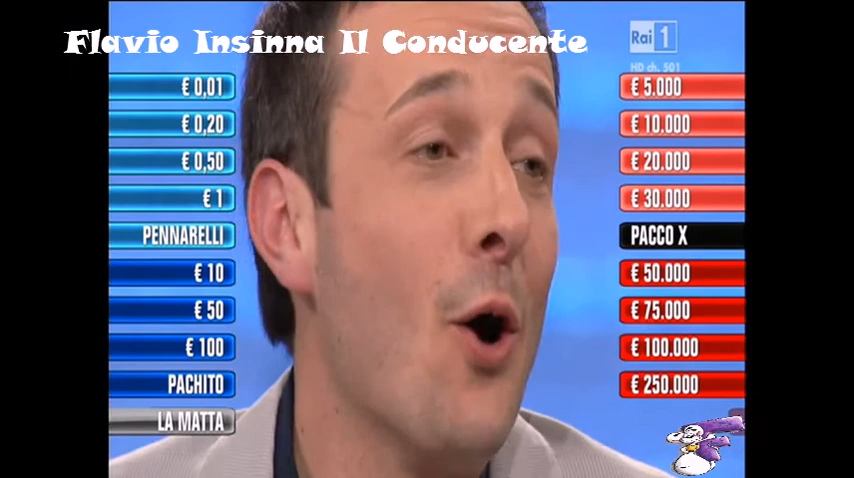 Flavio Insinna Il Conducente
Rai 1
HD ch. 501
€ 0,01
€ 0,20
€ 0,50
€ 1
PENNARELLI
€ 10
€ 50
€ 100
PACHITO
LA MATTA
€ 5.000
€ 10.000
€ 20.000
€ 30.000
PACCO X
€ 50.000
€ 75.000
€ 100.000
€ 250.000